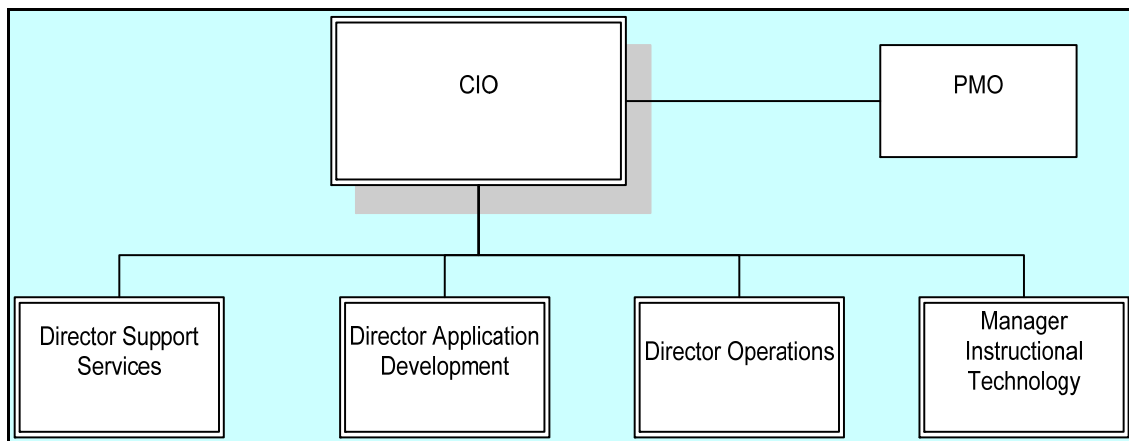 CIO
PMO
Director Support
Services
Director Application
Development
Director Operations
Manager
Instructional
Technology